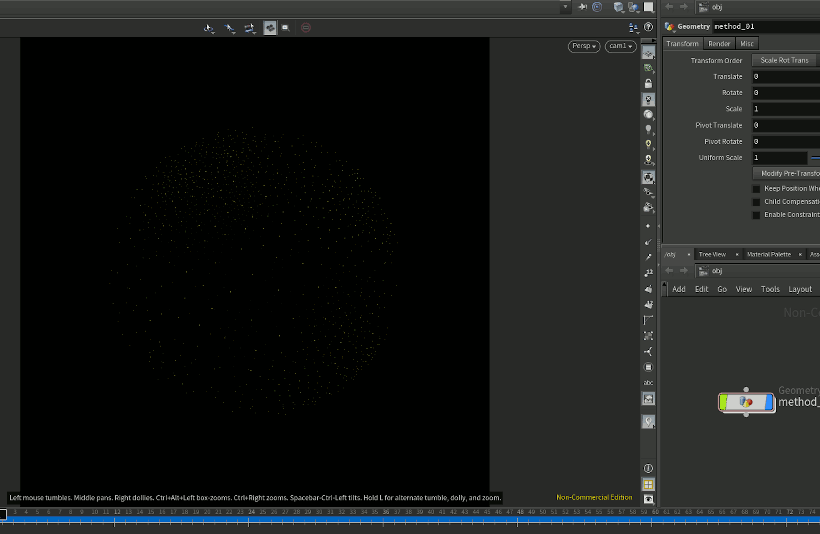 obj
Geometry method_01
Persp cam1
Transform Render Misc
Transform Order Scale Rot Trans
Translate 0
Rotate 0
Scale 1
Pivot Translate 0
Pivot Rotate 0
Uniform Scale 1
Modify Pre-Transfo
Keep Position Whe
Child Compensati
Enable Constraint
/obj Tree View Material Palette Ass
obj
Add Edit Go View Tools Layout
Non-C
abc
Geometry
method_
Left mouse tumbles. Middle pans. Right dollies. Ctrl+Alt+Left box-zooms. Ctrl+Right zooms. Spacebar-Ctrl-Left tilts. Hold L for alternate tumble, dolly, and zoom.
Non-Commercial Edition
12 24 36 48 60 72